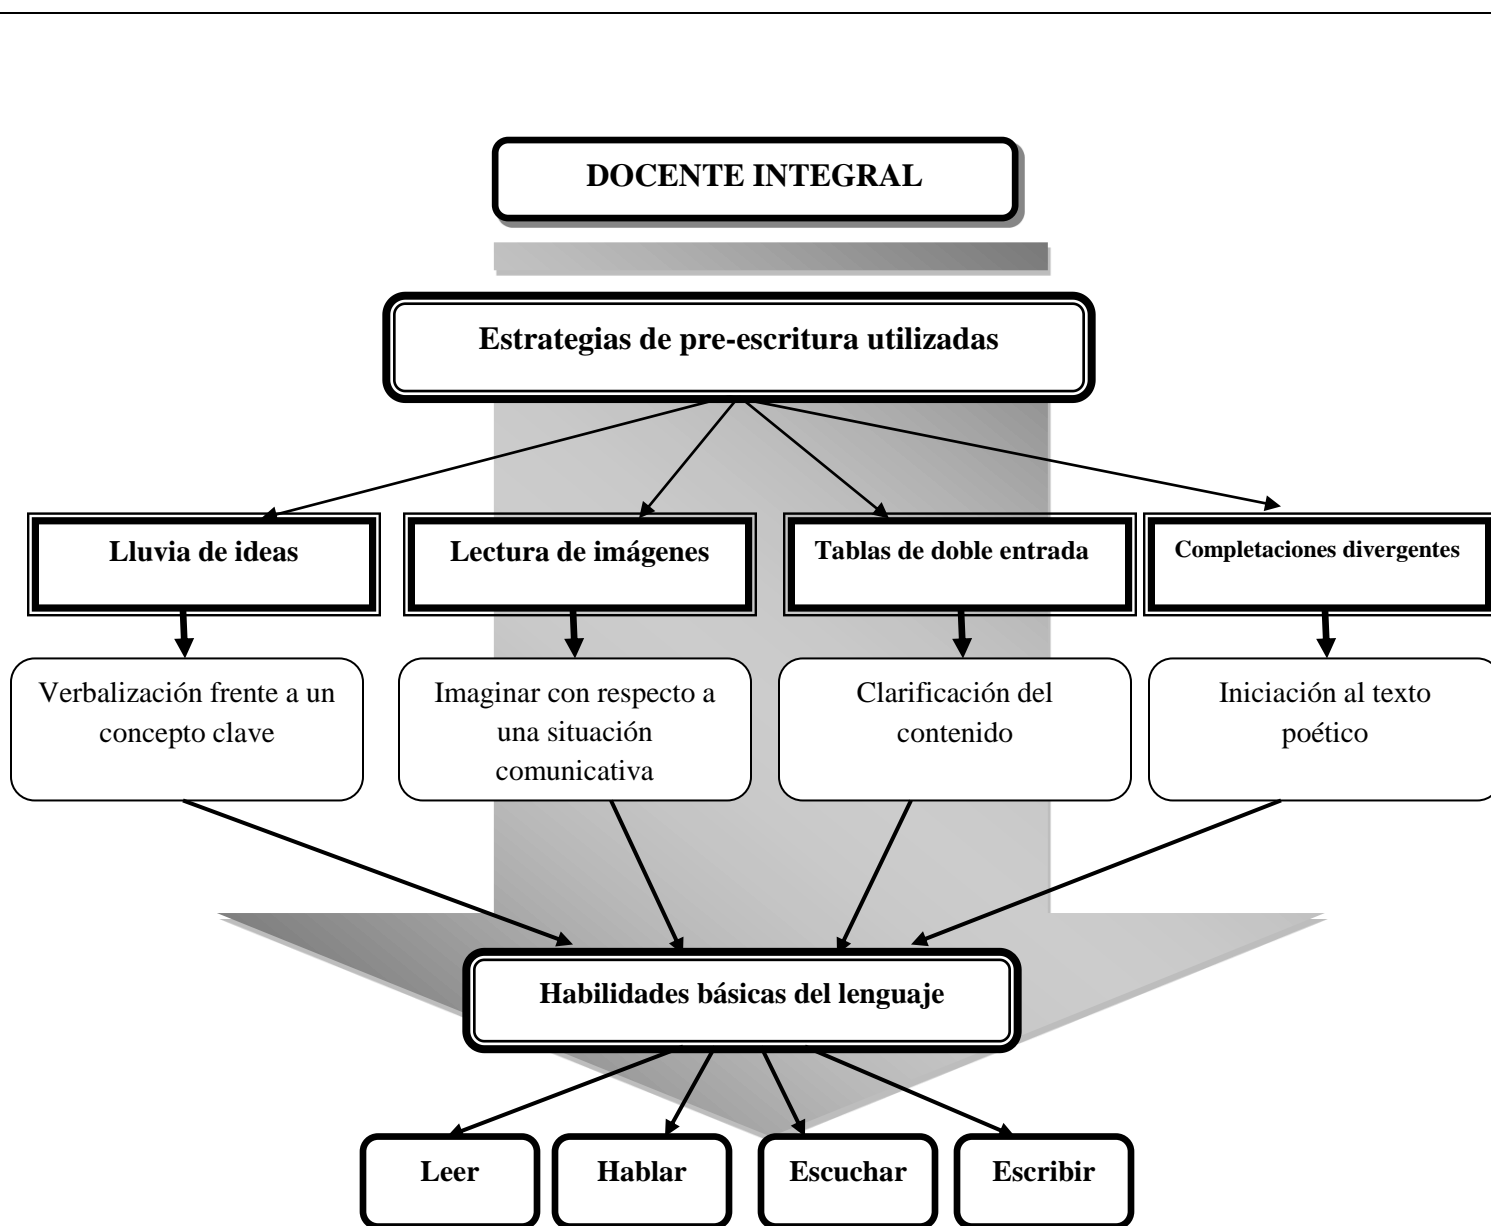 DOCENTE INTEGRAL
Estrategias de pre-escritura utilizadas
Lluvia de ideas
Lectura de imágenes
Tablas de doble entrada
Completaciones divergentes
Verbalización frente a un
concepto clave
Imaginar con respecto a
una situación
comunicativa
Clarificación del
contenido
Iniciación al texto
poético
Habilidades básicas del lenguaje
Leer
Hablar
Escuchar
Escribir